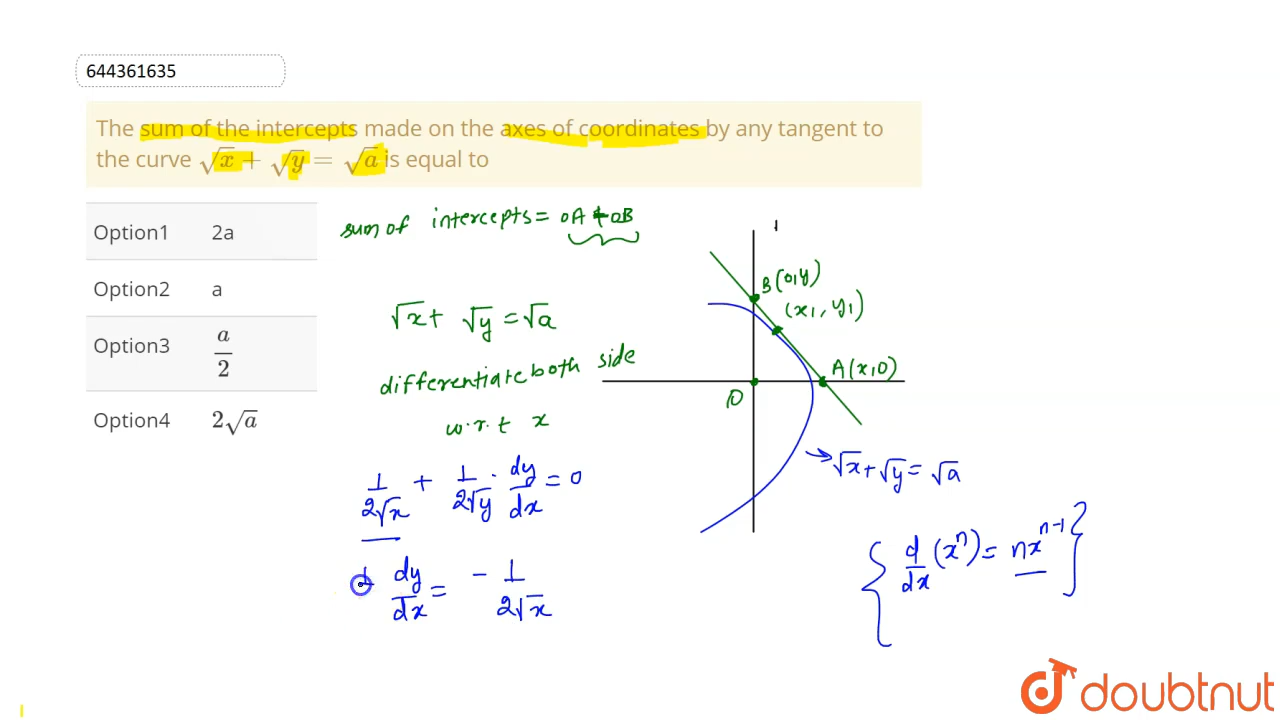 644361635
The sum of the intercepts made on the axes of coordinates by any tangent to
the curve √x + √y = √a is equal to
Option1 2a
Option2 a
Option3 a/2
Option4 2√a
sum of intercepts = OA + OB
√x + √y = √a
differentiate both side
w.r.t x
1/2√x + 1/2√y · dy/dx = 0
1 dy/dx = - 1/2√x
B(0,y)
(x1, y1)
A(x,0)
O
√x + √y = √a
{ d/dx (x^n) = nx^n-1 }
doubtnut